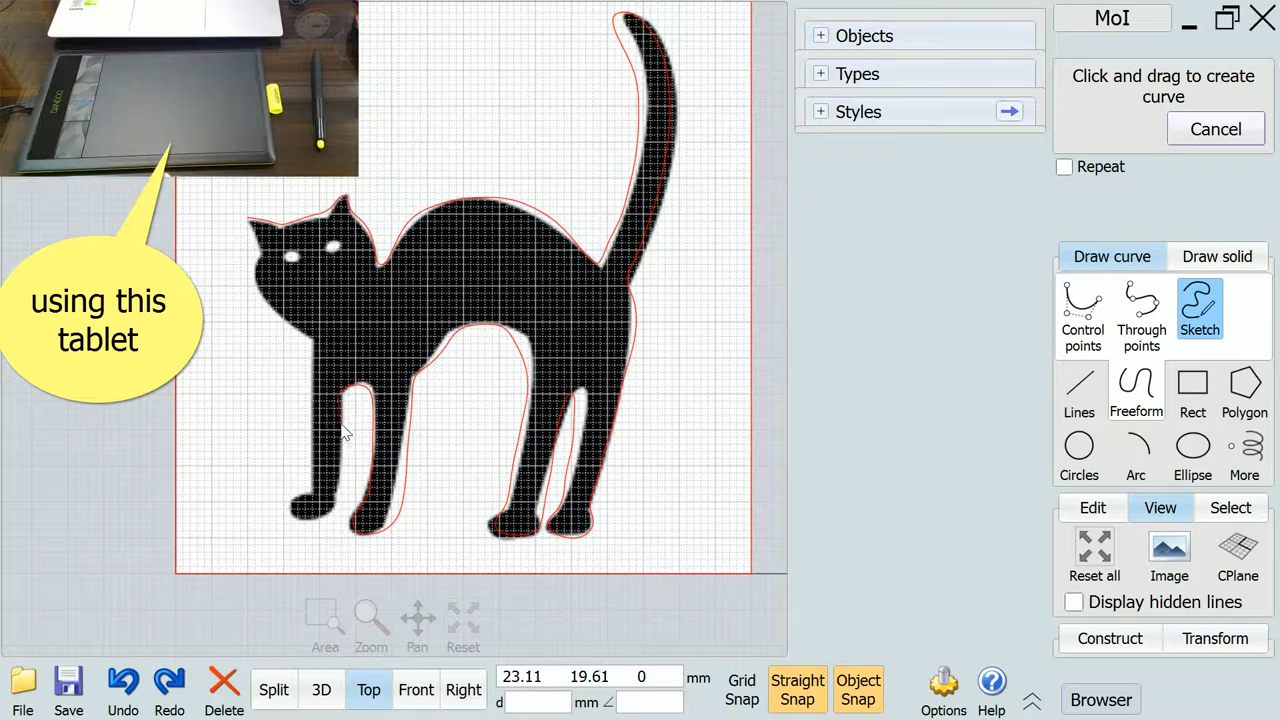 BAMBOO
using this
tablet
Objects
Types
Styles
MoI
Click and drag to create
curve
Cancel
Repeat
Draw curve
Draw solid
Control
points
Through
points
Sketch
Lines
Freeform
Rect
Polygon
Circles
Arc
Ellipse
More
Edit
View
Select
Reset all
Image
CPlane
Display hidden lines
Construct
Transform
Area
Zoom
Pan
Reset
File
Save
Undo
Redo
Delete
Split
3D
Top
Front
Right
23.11 19.61 0 mm
d mm
Grid
Snap
Straight
Snap
Object
Snap
Options
Help
Browser